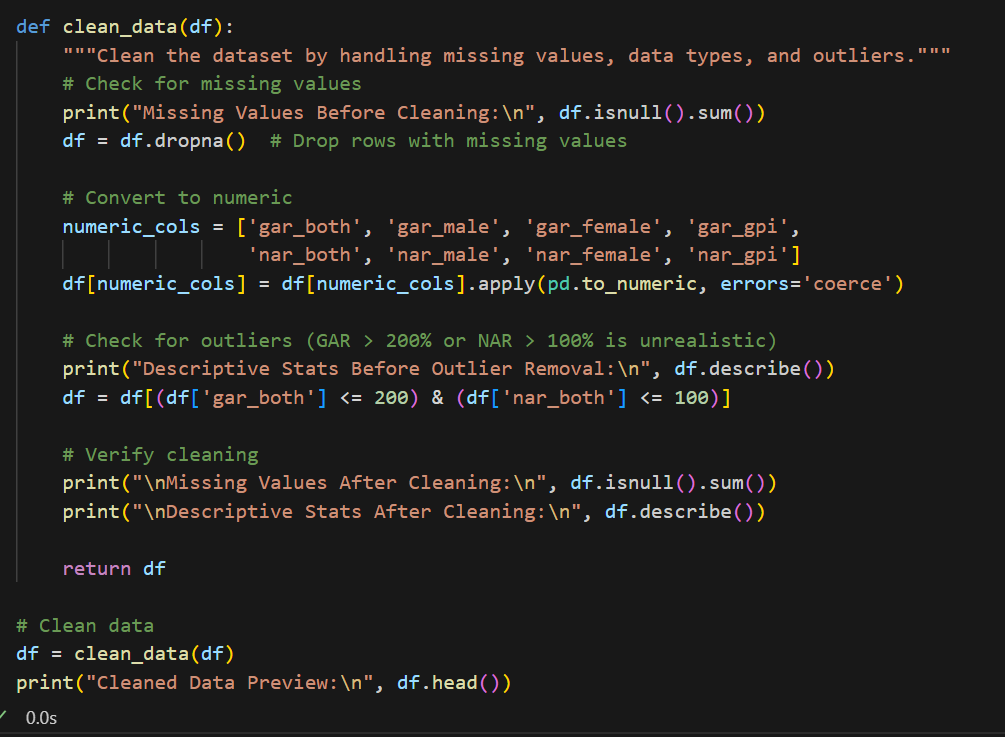 def clean_data(df):
    """Clean the dataset by handling missing values, data types, and outliers."""
    # Check for missing values
    print("Missing Values Before Cleaning:\n", df.isnull().sum())
    df = df.dropna()  # Drop rows with missing values

    # Convert to numeric
    numeric_cols = ['gar_both', 'gar_male', 'gar_female', 'gar_gpi',
                    'nar_both', 'nar_male', 'nar_female', 'nar_gpi']
    df[numeric_cols] = df[numeric_cols].apply(pd.to_numeric, errors='coerce')

    # Check for outliers (GAR > 200% or NAR > 100% is unrealistic)
    print("Descriptive Stats Before Outlier Removal:\n", df.describe())
    df = df[(df['gar_both'] <= 200) & (df['nar_both'] <= 100)]

    # Verify cleaning
    print("\nMissing Values After Cleaning:\n", df.isnull().sum())
    print("\nDescriptive Stats After Cleaning:\n", df.describe())

    return df

# Clean data
df = clean_data(df)
print("Cleaned Data Preview:\n", df.head())
0.0s